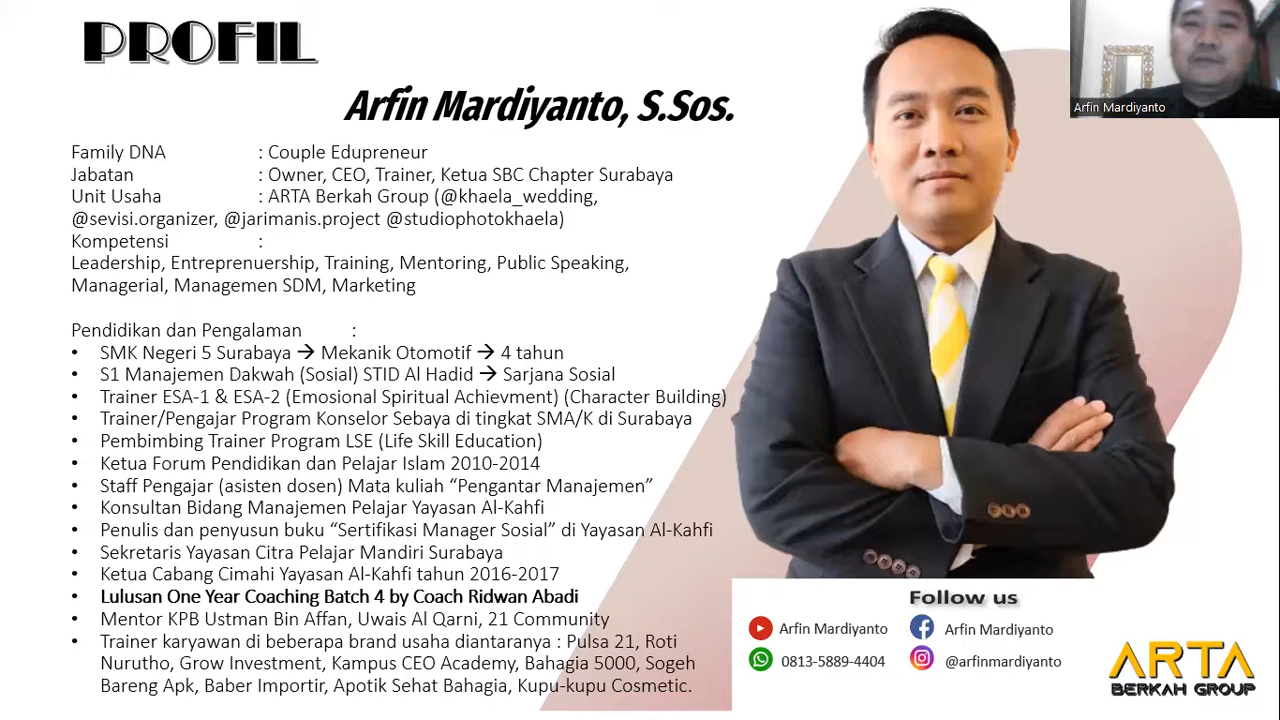 PROFIL
Arfin Mardiyanto
Arfin Mardiyanto, S.Sos.
Family DNA : Couple Edupreneur
Jabatan : Owner, CEO, Trainer, Ketua SBC Chapter Surabaya
Unit Usaha : ARTA Berkah Group (@khaela_wedding,
@sevisi.organizer, @jarimanis.project @studiophotokhaela)
Kompetensi :
Leadership, Entreprenuership, Training, Mentoring, Public Speaking,
Managerial, Managemen SDM, Marketing
Pendidikan dan Pengalaman :
• SMK Negeri 5 Surabaya → Mekanik Otomotif → 4 tahun
• S1 Manajemen Dakwah (Sosial) STID Al Hadid → Sarjana Sosial
• Trainer ESA-1 & ESA-2 (Emosional Spiritual Achievment) (Character Building)
• Trainer/Pengajar Program Konselor Sebaya di tingkat SMA/K di Surabaya
• Pembimbing Trainer Program LSE (Life Skill Education)
• Ketua Forum Pendidikan dan Pelajar Islam 2010-2014
• Staff Pengajar (asisten dosen) Mata kuliah “Pengantar Manajemen”
• Konsultan Bidang Manajemen Pelajar Yayasan Al-Kahfi
• Penulis dan penyusun buku “Sertifikasi Manager Sosial” di Yayasan Al-Kahfi
• Sekretaris Yayasan Citra Pelajar Mandiri Surabaya
• Ketua Cabang Cimahi Yayasan Al-Kahfi tahun 2016-2017
• Lulusan One Year Coaching Batch 4 by Coach Ridwan Abadi
• Mentor KPB Ustman Bin Affan, Uwais Al Qarni, 21 Community
• Trainer karyawan di beberapa brand usaha diantaranya : Pulsa 21, Roti
Nurutho, Grow Investment, Kampus CEO Academy, Bahagia 5000, Sogeh
Bareng Apk, Baber Importir, Apotik Sehat Bahagia, Kupu-kupu Cosmetic.
Follow us
Arfin Mardiyanto
Arfin Mardiyanto
0813-5889-4404
@arfinmardiyanto
ARTA
BERKAH GROUP